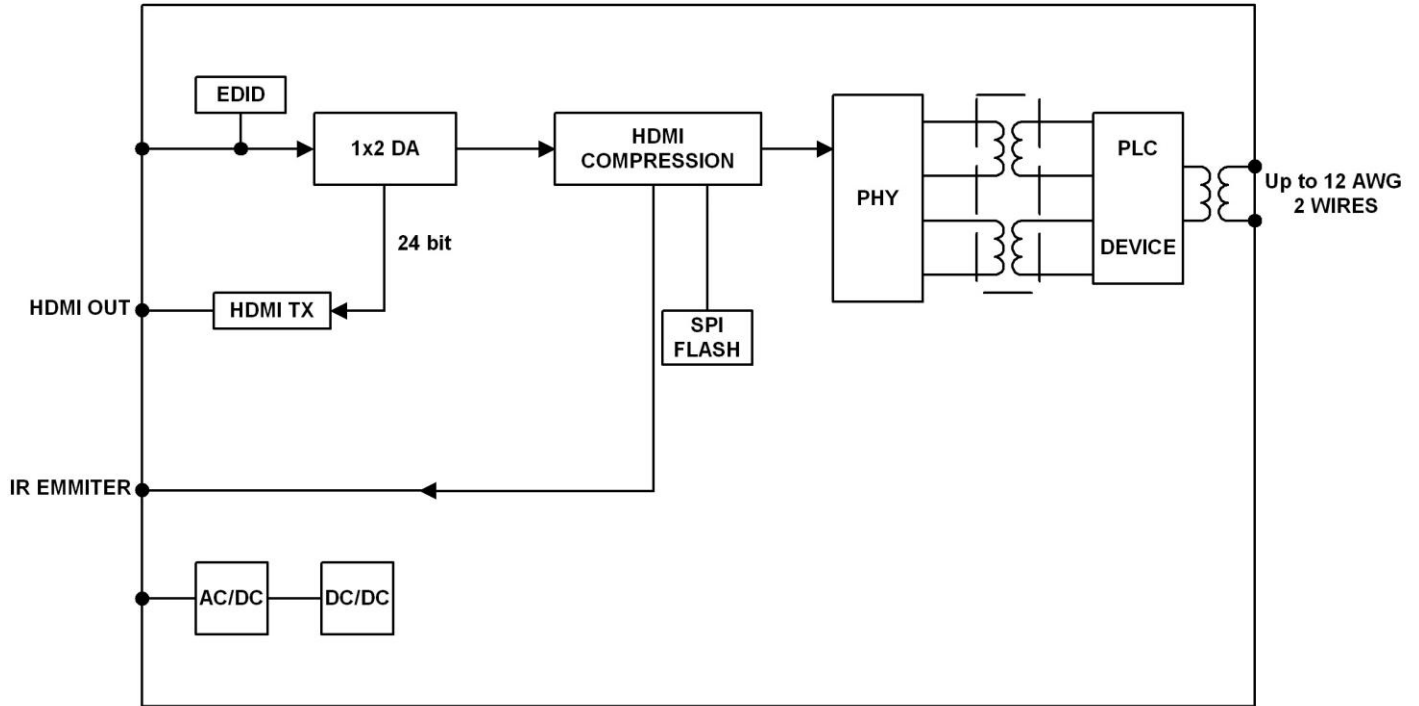 EDID
1x2 DA
HDMI
COMPRESSION
PHY
PLC
DEVICE
Up to 12 AWG
2 WIRES
24 bit
HDMI OUT
HDMI TX
SPI
FLASH
IR EMMITER
AC/DC
DC/DC